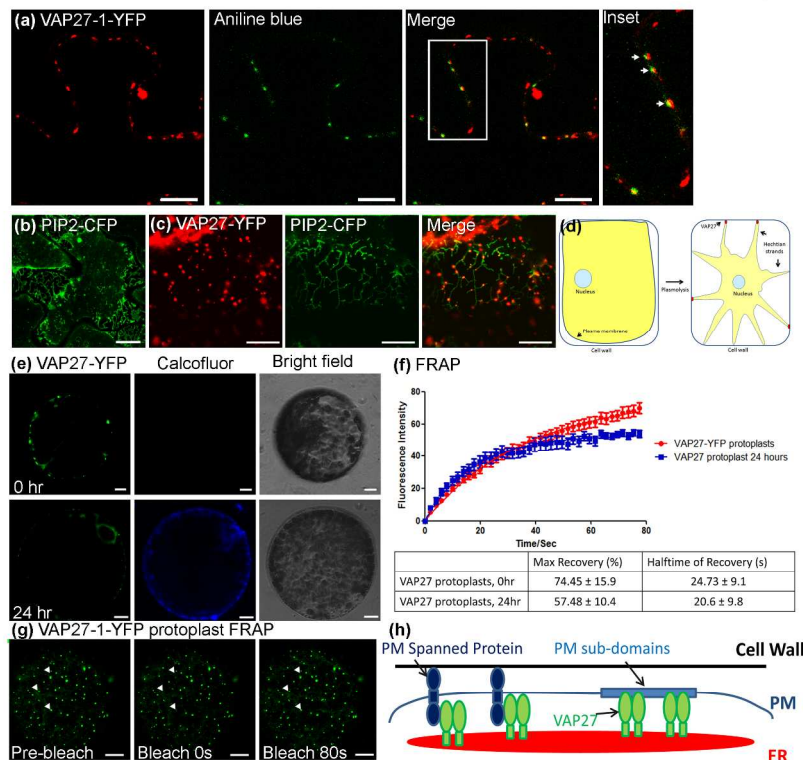 (a) VAP27-1-YFP
Aniline blue
Merge
Inset
(b) PIP2-CFP
(c) VAP27-YFP
PIP2-CFP
Merge
(d)
Nucleus
Plasma membrane
Cell wall
Plasmolysis
VAP27
Hechtian
strands
Nucleus
Cell wall
(e) VAP27-YFP
Calcofluor
Bright field
0 hr
24 hr
(f) FRAP
Fluorescence Intensity
80
60
40
20
0
0
20
40
60
80
Time/Sec
VAP27-YFP protoplasts
VAP27 protoplast 24 hours
Max Recovery (%)
Halftime of Recovery (s)
VAP27 protoplasts, 0hr
74.45 ± 15.9
24.73 ± 9.1
VAP27 protoplasts, 24hr
57.48 ± 10.4
20.6 ± 9.8
(g) VAP27-1-YFP protoplast FRAP
Pre-bleach
Bleach 0s
Bleach 80s
(h)
PM Spanned Protein
PM sub-domains
Cell Wall
PM
VAP27
ER